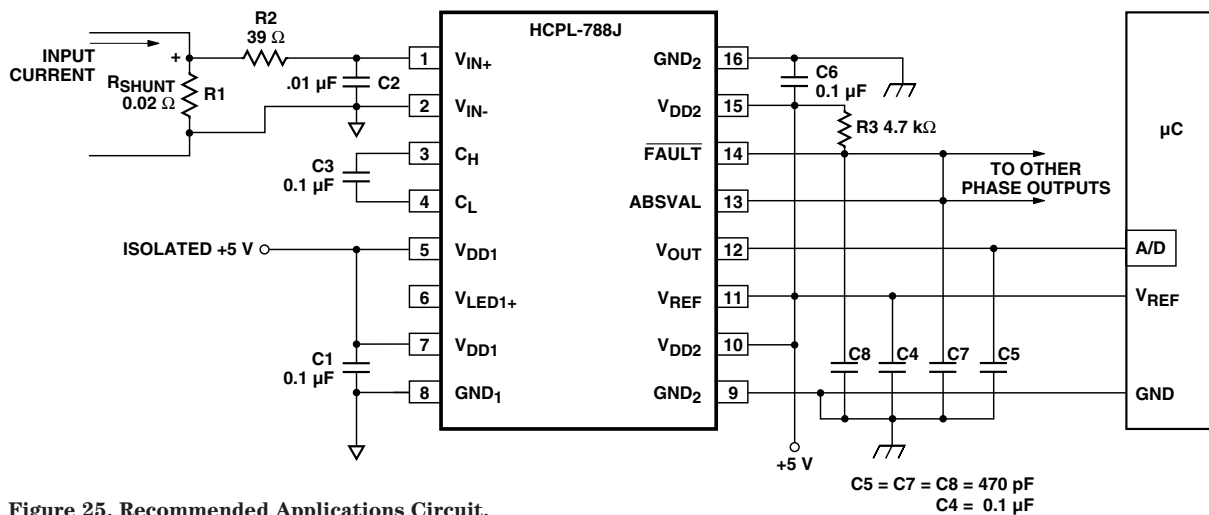 HCPL-788J
INPUT
CURRENT
+
R2
39 Ω
RSHUNT
0.02 Ω
R1
.01 µF
C2
C3
0.1 µF
ISOLATED +5 V
C1
0.1 µF
1 VIN+
2 VIN-
3 CH
4 CL
5 VDD1
6 VLED1+
7 VDD1
8 GND1
GND2 16
VDD2 15
FAULT 14
ABSVAL 13
VOUT 12
VREF 11
VDD2 10
GND2 9
C6
0.1 µF
R3 4.7 kΩ
TO OTHER
PHASE OUTPUTS
C8
C4
C7
C5
+5 V
µC
A/D
VREF
GND
C5 = C7 = C8 = 470 pF
C4 = 0.1 µF
Figure 25. Recommended Applications Circuit.